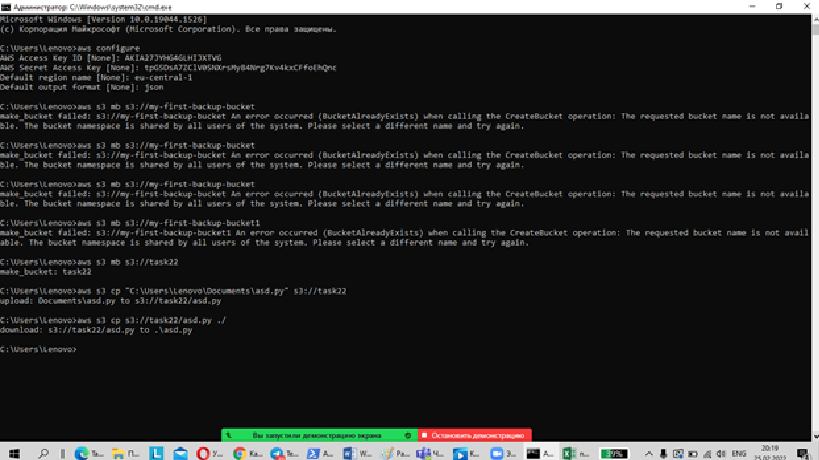 Администратор: C:\Windows\system32\cmd.exe
Microsoft Windows [Version 10.0.19044.1526]
(c) Корпорация Майкрософт (Microsoft Corporation). Все права защищены.
C:\Users\Lenovo>aws configure
AWS Access Key ID [None]:
AWS Secret Access Key [None]:
Default region name [None]: eu-central-1
Default output format [None]: json
C:\Users\Lenovo>aws s3 mb s3://my-first-backup-bucket
make_bucket failed: s3://my-first-backup-bucket An error occurred (BucketAlreadyExists) when calling the CreateBucket operation: The requested bucket name is not availa
ble. The bucket namespace is shared by all users of the system. Please select a different name and try again.
C:\Users\Lenovo>aws s3 mb s3://my-first-backup-bucket
make_bucket failed: s3://my-first-backup-bucket An error occurred (BucketAlreadyExists) when calling the CreateBucket operation: The requested bucket name is not availa
ble. The bucket namespace is shared by all users of the system. Please select a different name and try again.
C:\Users\Lenovo>aws s3 mb s3://my-first-backup-bucket
make_bucket failed: s3://my-first-backup-bucket An error occurred (BucketAlreadyExists) when calling the CreateBucket operation: The requested bucket name is not availa
ble. The bucket namespace is shared by all users of the system. Please select a different name and try again.
C:\Users\Lenovo>aws s3 mb s3://my-first-backup-bucket1
make_bucket failed: s3://my-first-backup-bucket1 An error occurred (BucketAlreadyExists) when calling the CreateBucket operation: The requested bucket name is not avail
able. The bucket namespace is shared by all users of the system. Please select a different name and try again.
C:\Users\Lenovo>aws s3 mb s3://task22
make_bucket: task22
C:\Users\Lenovo>aws s3 cp "C:\Users\Lenovo\Documents\asd.py" s3://task22
upload: Documents\asd.py to s3://task22/asd.py
C:\Users\Lenovo>aws s3 cp s3://task22/asd.py ./
download: s3://task22/asd.py to .\asd.py
C:\Users\Lenovo>
Вы запустили демонстрацию экрана
Остановить демонстрацию
ENG
20:19